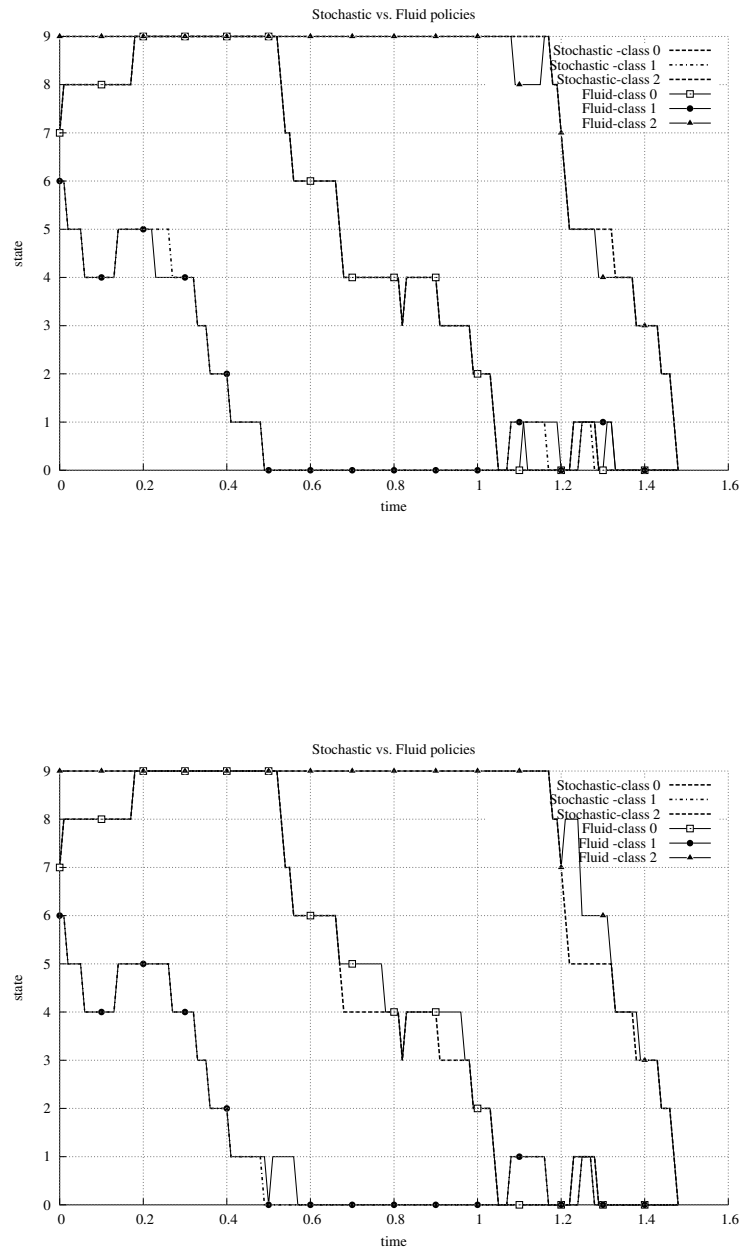 Stochastic vs. Fluid policies
9
8
7
6
5
4
3
2
1
0
state
Stochastic -class 0
Stochastic -class 1
Stochastic-class 2
Fluid-class 0
Fluid-class 1
Fluid-class 2
0 0.2 0.4 0.6 0.8 1 1.2 1.4 1.6
time
Stochastic vs. Fluid policies
9
8
7
6
5
4
3
2
1
0
state
Stochastic-class 0
Stochastic -class 1
Stochastic-class 2
Fluid-class 0
Fluid -class 1
Fluid -class 2
0 0.2 0.4 0.6 0.8 1 1.2 1.4 1.6
time